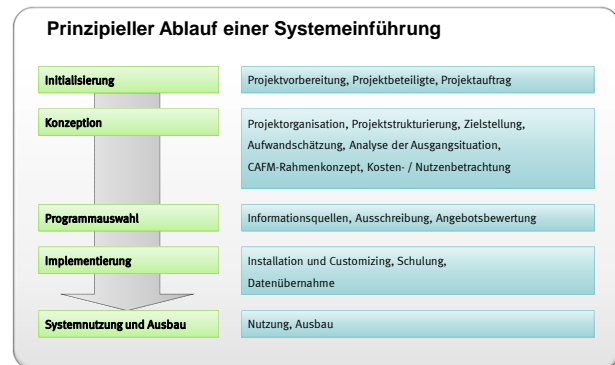 Prinzipieller Ablauf einer Systemeinführung
Initialisierung
Projektvorbereitung, Projektbeteiligte, Projektauftrag
Konzeption
Projektorganisation, Projektstrukturierung, Zielstellung,
Aufwandschätzung, Analyse der Ausgangsituation,
CAFM-Rahmenkonzept, Kosten- / Nutzenbetrachtung
Programmauswahl
Informationsquellen, Ausschreibung, Angebotsbewertung
Implementierung
Installation und Customizing, Schulung,
Datenübernahme
Systemnutzung und Ausbau
Nutzung, Ausbau